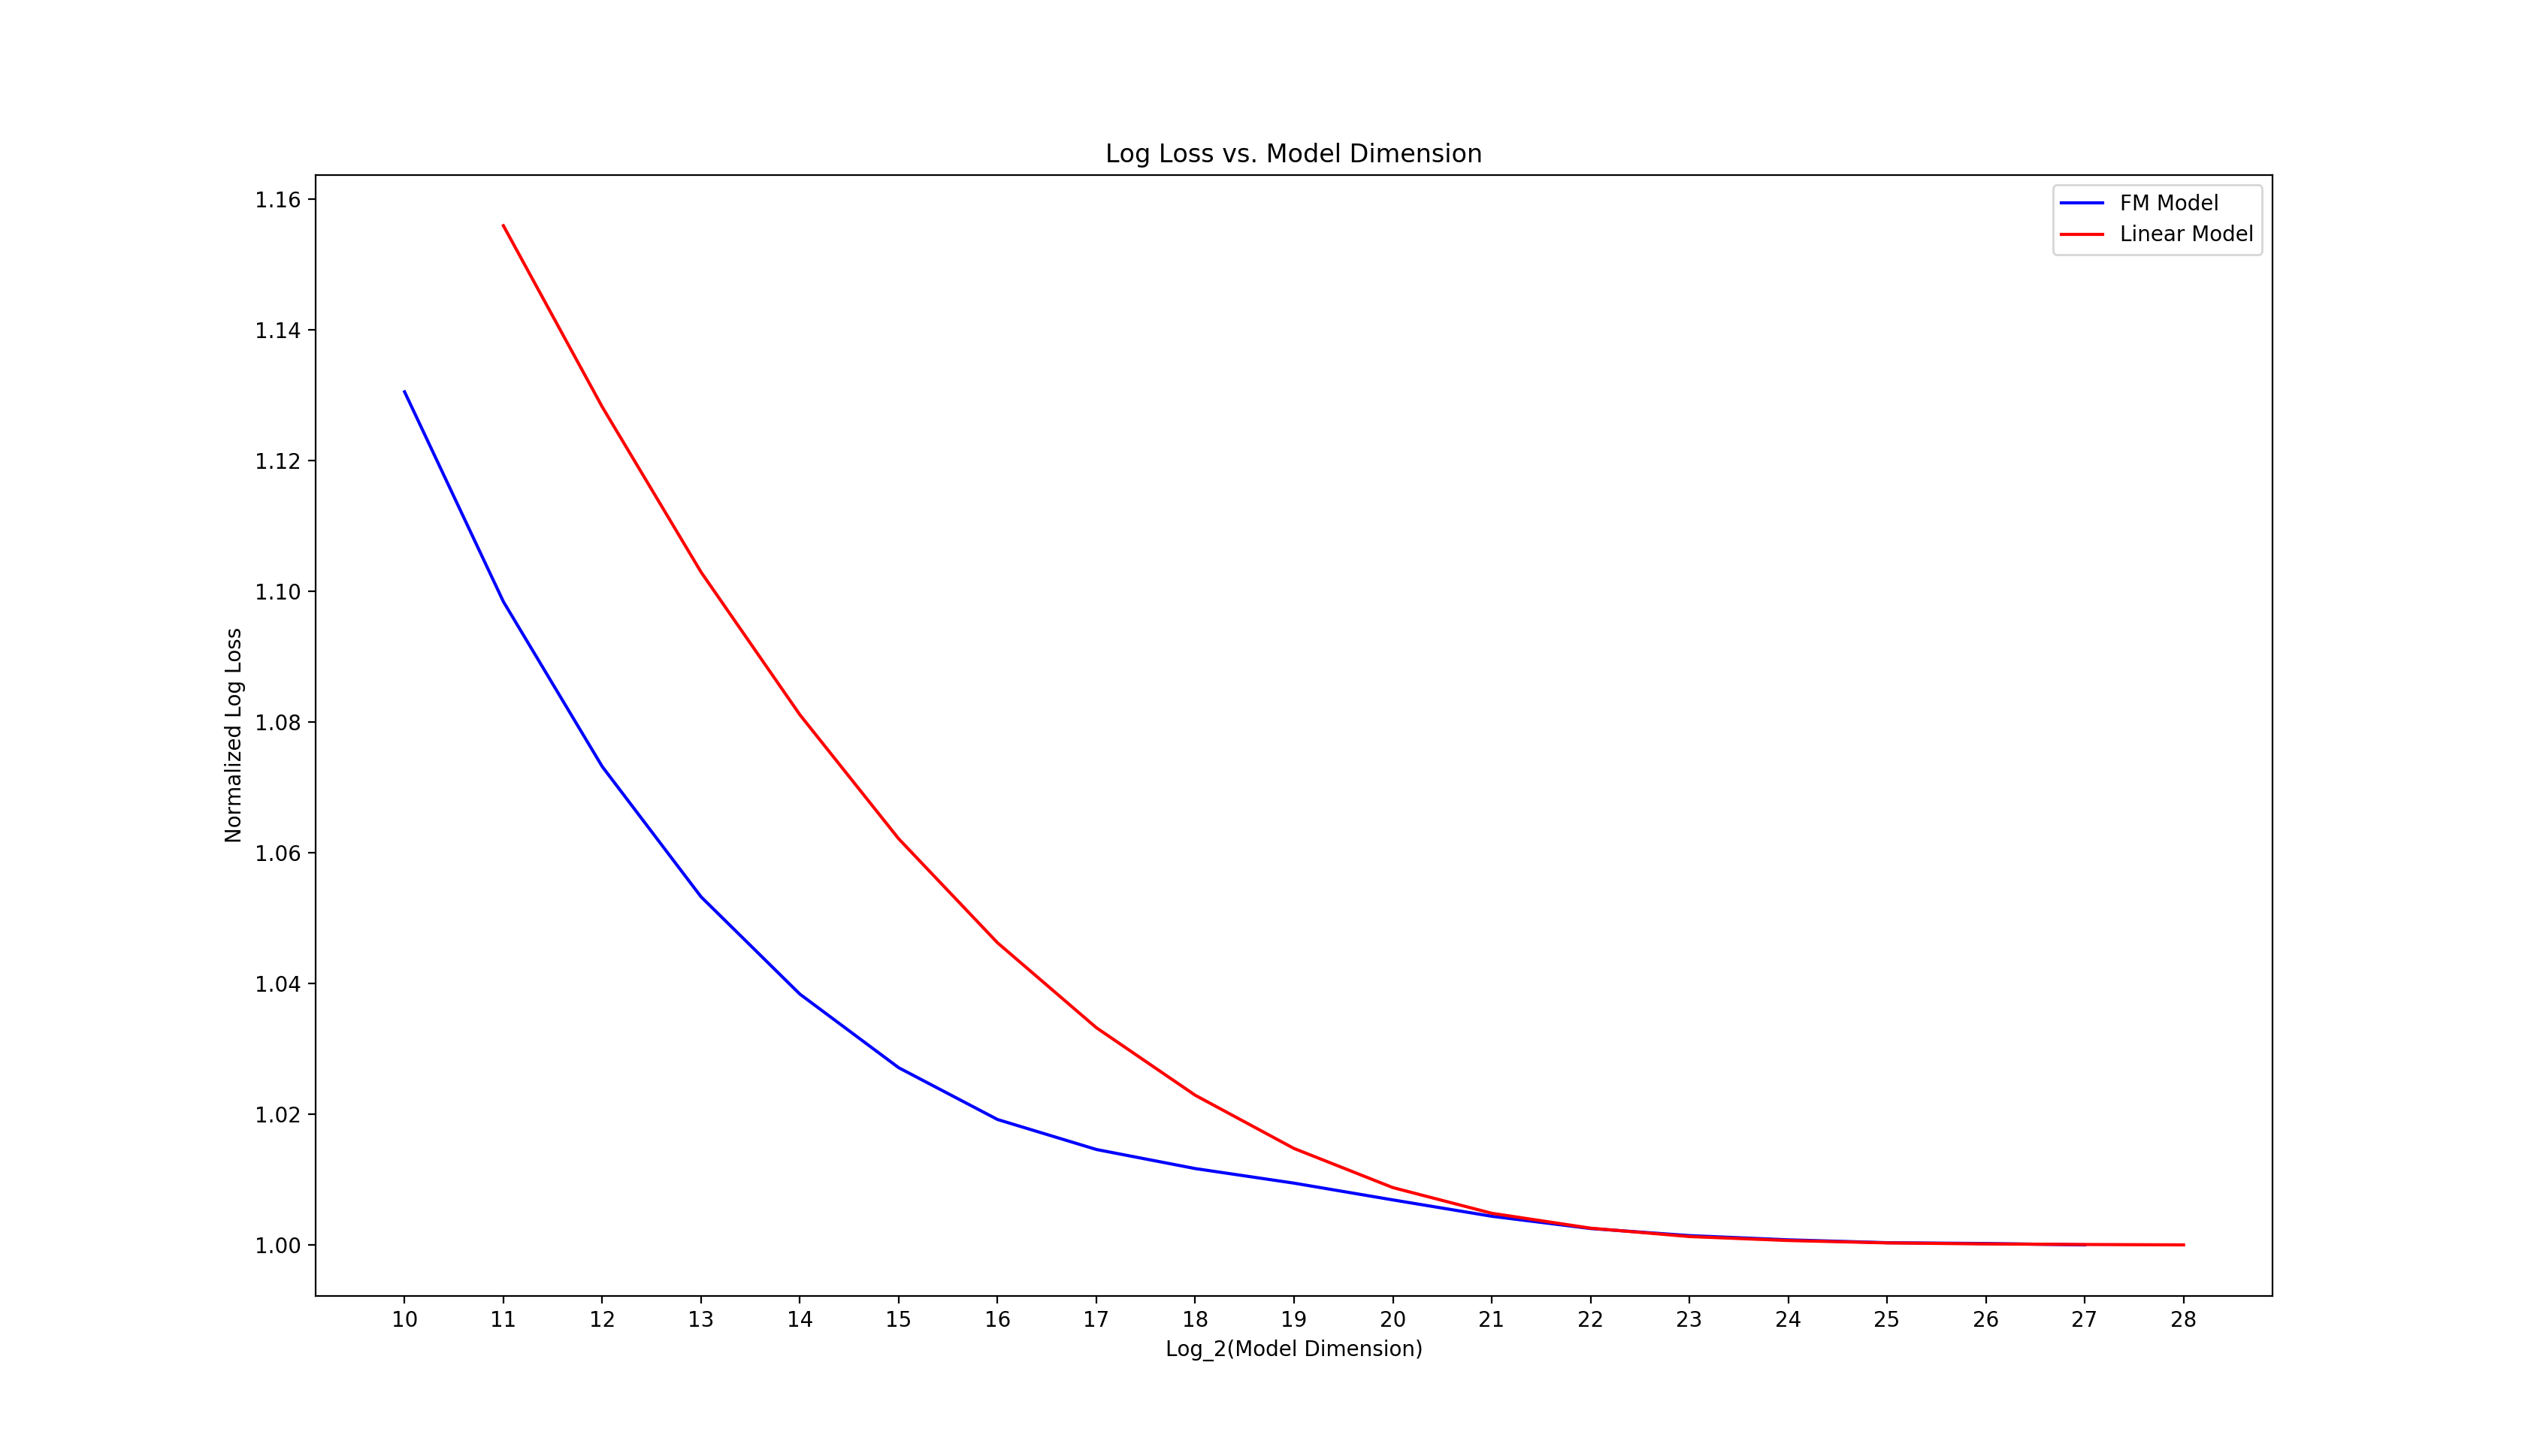 Log Loss vs. Model Dimension
FM Model
Linear Model
Normalized Log Loss
1.16
1.14
1.12
1.10
1.08
1.06
1.04
1.02
1.00
10 11 12 13 14 15 16 17 18 19 20 21 22 23 24 25 26 27 28
Log_2(Model Dimension)